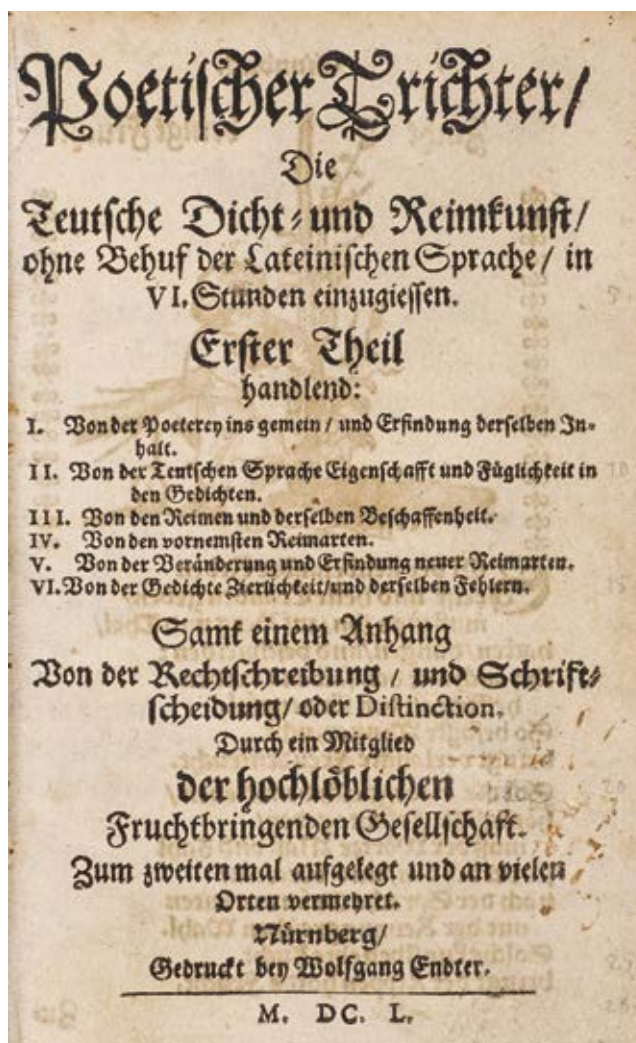 Poetischer Trichter/
Die
Teutsche Dicht- und Reimkunst/
ohne Behuf der Lateinischen Sprache/ in
VI. Stunden einzugiessen.
Erster Theil
handlend:
I. Von der Poeterey ins gemein/ und Erfindung derselben In-
halt.
II. Von der Teutschen Sprache Eigenschafft und Füglichkeit in
den Gedichten.
III. Von den Reimen und derselben Beschaffenheit.
IV. Von den vornemsten Reimarten.
V. Von der Veränderung und Erfindung neuer Reimarten.
VI. Von der Gedichte Zierlichkeit/ und derselben Fehlern.
Samt einem Anhang
Von der Rechtschreibung / und Schrift-
scheidung/ oder Distinction.
Durch ein Mitglied
der hochlöblichen
Fruchtbringenden Gesellschaft.
Zum zweiten mal aufgelegt und an vielen
Orten vermehret.
Nürnberg/
Gedruckt bey Wolfgang Endter.
M. DC. L.